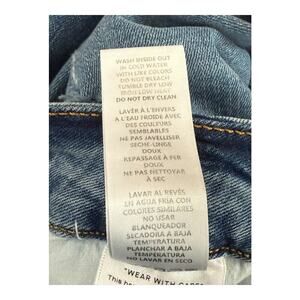 WASH INSIDE OUT
IN COLD WATER
WITH LIKE COLORS
DO NOT BLEACH
TUMBLE DRY LOW
IRON LOW HEAT
DO NOT DRY CLEAN
LAVÉR À L'ENVERS
A L'EAU FROIDE AVEC
DES COULEURS
SEMBLABLES
NE PAS JAVELLISER
SECHE-LINGE
DOUX
REPASSAGE À FER
DOUX
NE PAS NETTOYER
À SEC
LAVAR AL REVÉS
EN AGUA FRIA CON
COLORES SIMILARES
NO USAR
BLANQUEADOR
SECADORA A BAJA
TEMPERATURA
PLANCHAR A BAJA
TEMPERATURA
NO LAVAR EN SECO
"WEAR WITH
This